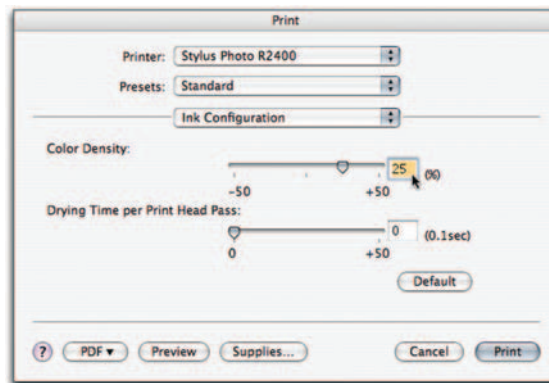 Print
Printer: Stylus Photo R2400
Presets: Standard
Ink Configuration
Color Density:
25 (%)
-50 +50
Drying Time per Print Head Pass:
0 (0.1sec)
0 +50
Default
? PDF ▼ Preview Supplies... Cancel Print